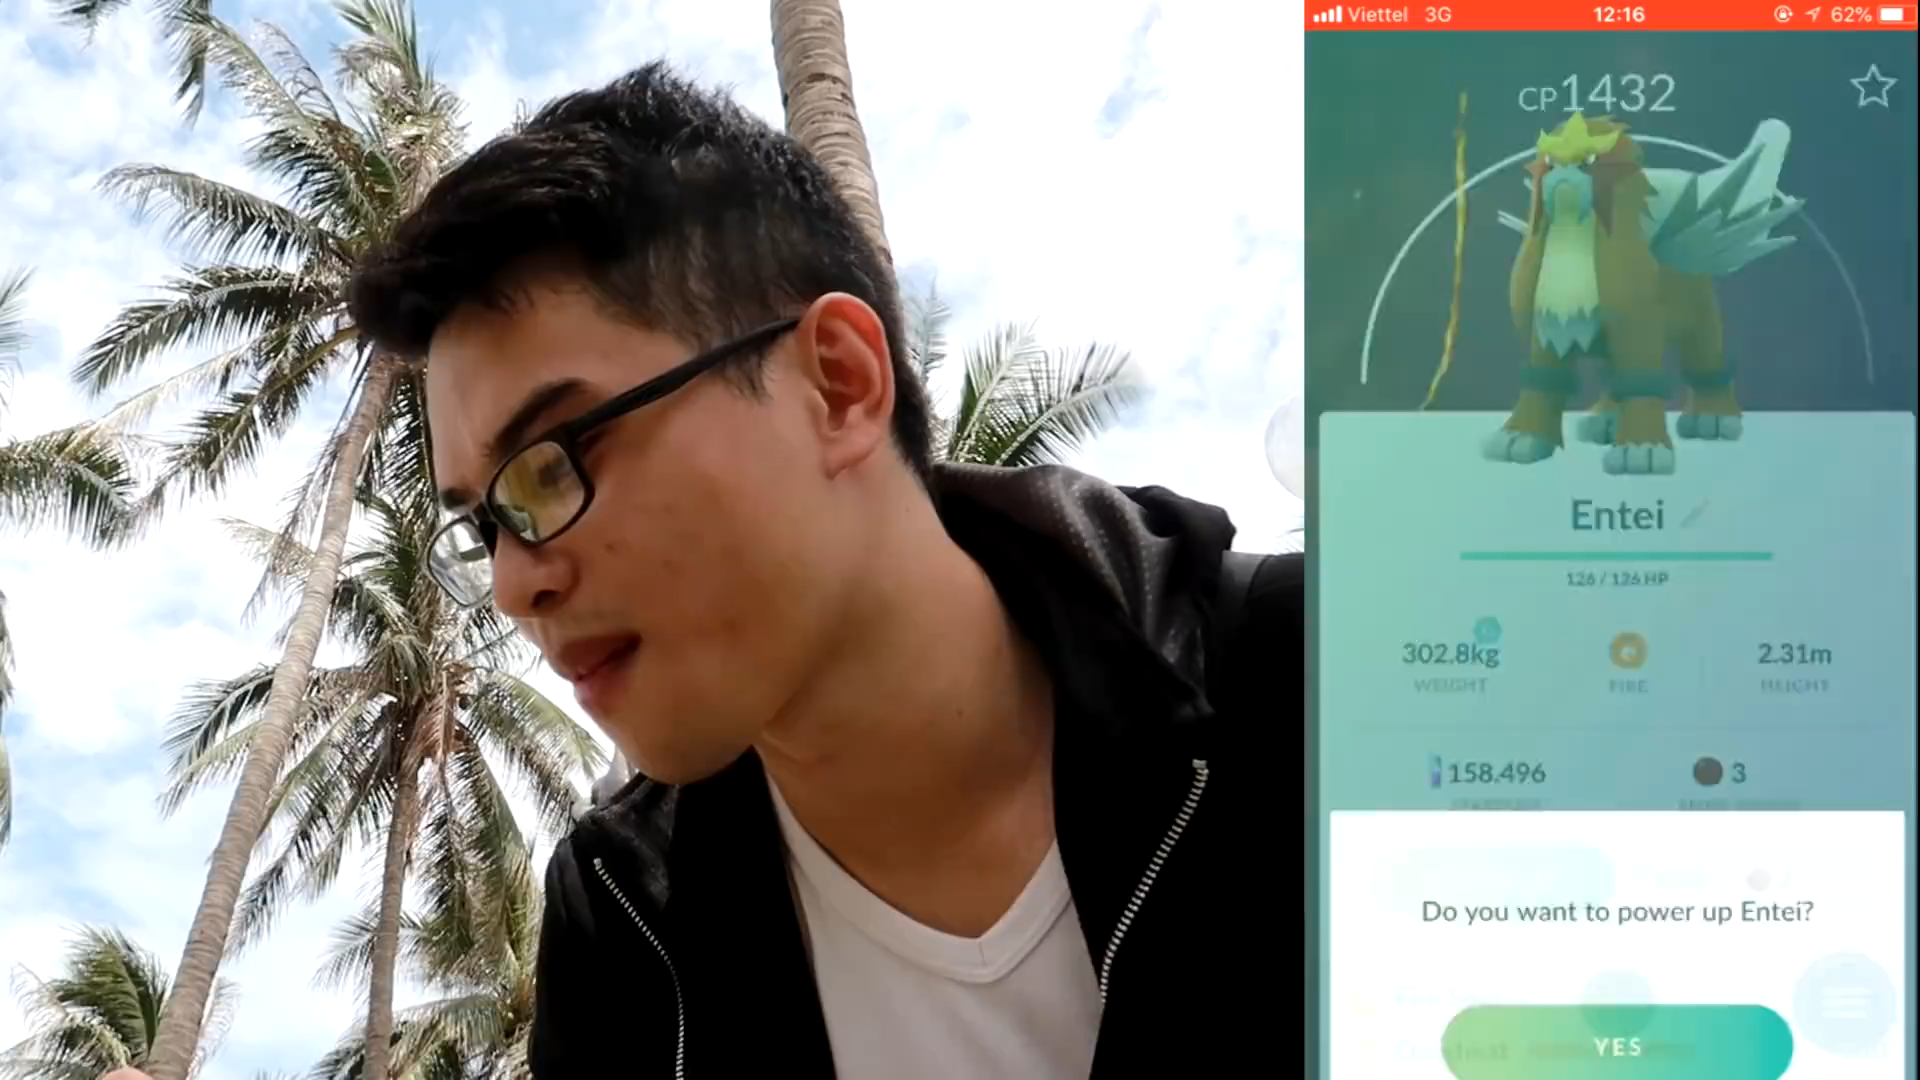 Viettel 3G 12:16 62%
CP1432
Entei
126 / 126 HP
302.8kg
2.31m
WEIGHT
FIRE
HEIGHT
158.496
3
Do you want to power up Entei?
YES